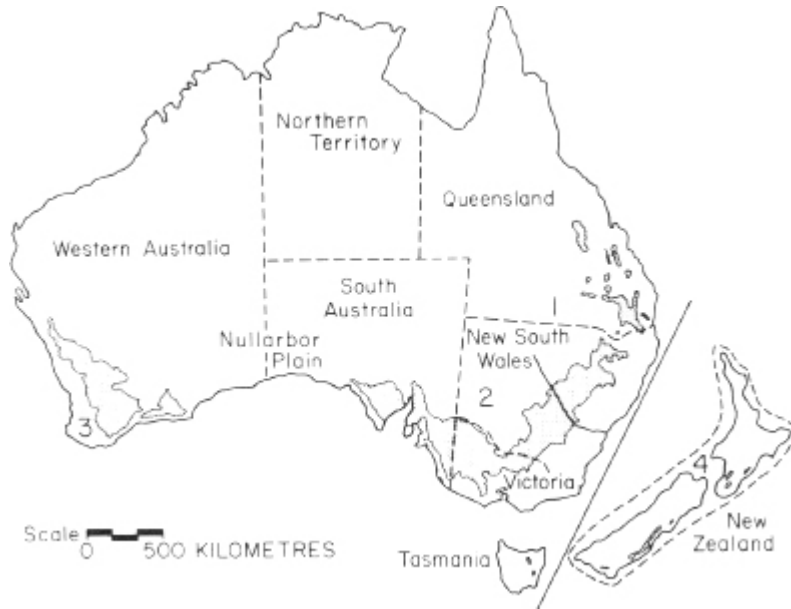 Northern
Territory
Queensland
Western Australia
South
Australia
1
Nullarbor
Plain
New South
Wales
2
3
Victoria
4
New
Zealand
Scale
0 500 KILOMETRES
Tasmania